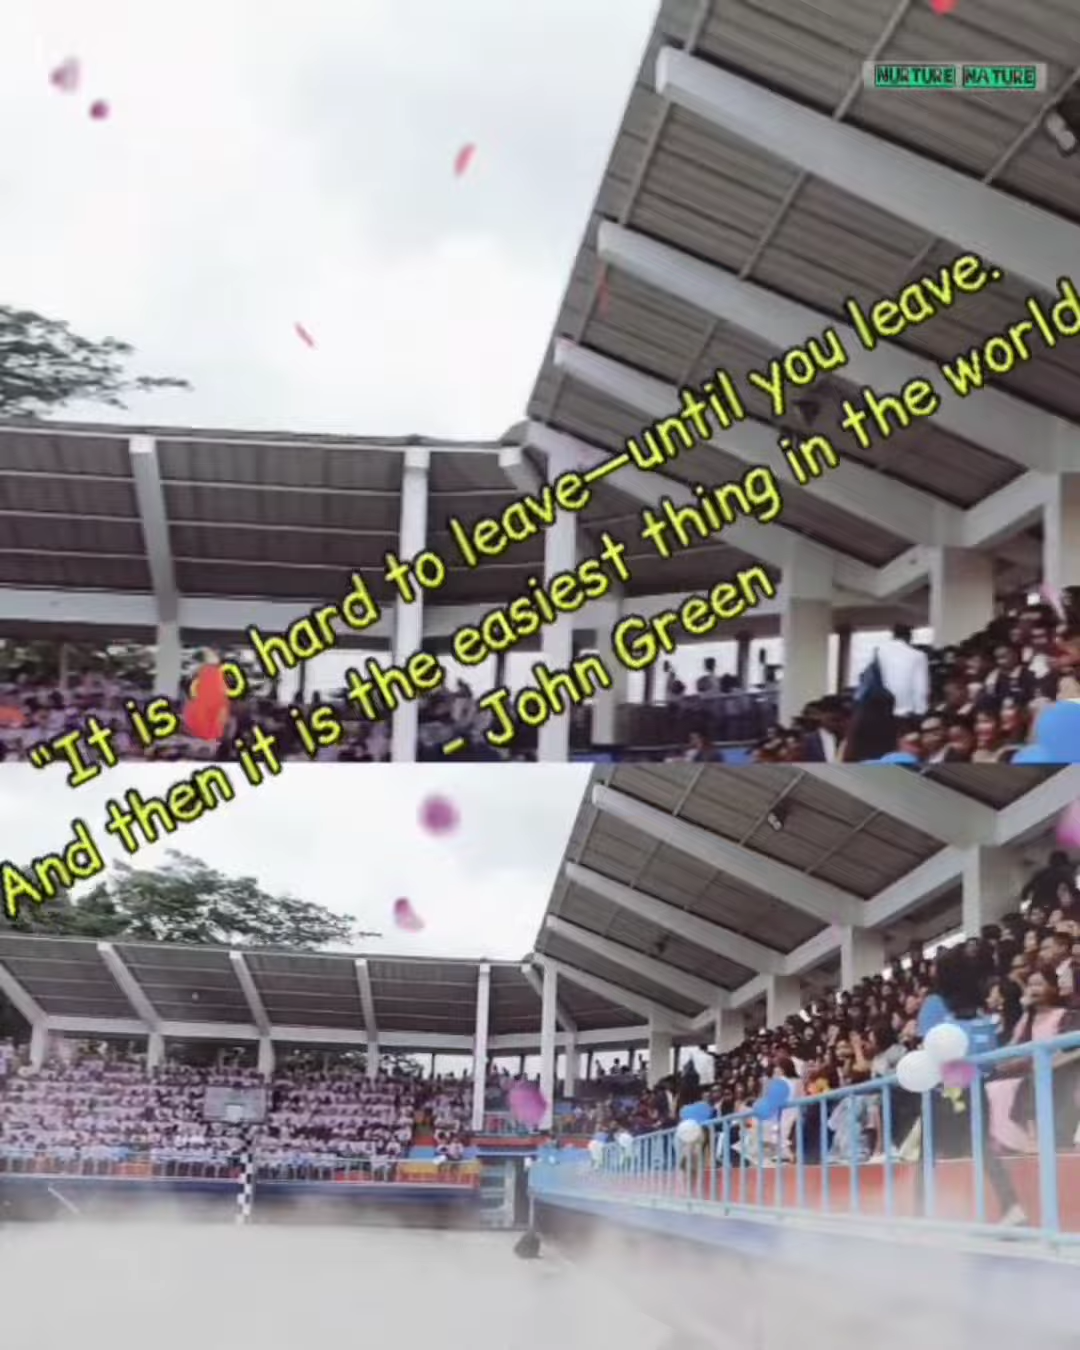 NURTURE NATURE
"It is so hard to leave—until you leave.
And then it is the easiest thing in the world
- John Green